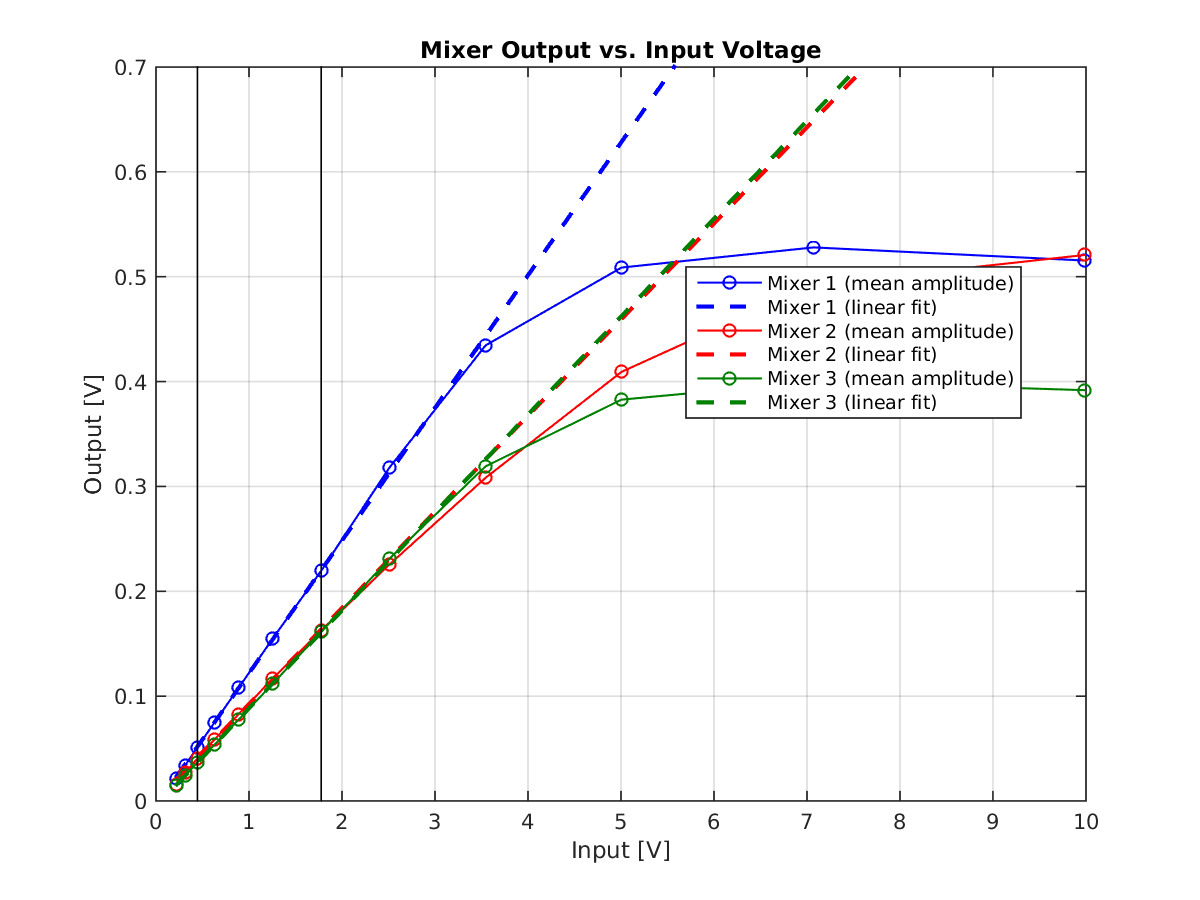 Mixer Output vs. Input Voltage
0.7
0.6
0.5
0.4
0.3
0.2
0.1
0
Output [V]
Mixer 1 (mean amplitude)
Mixer 1 (linear fit)
Mixer 2 (mean amplitude)
Mixer 2 (linear fit)
Mixer 3 (mean amplitude)
Mixer 3 (linear fit)
0 1 2 3 4 5 6 7 8 9 10
Input [V]